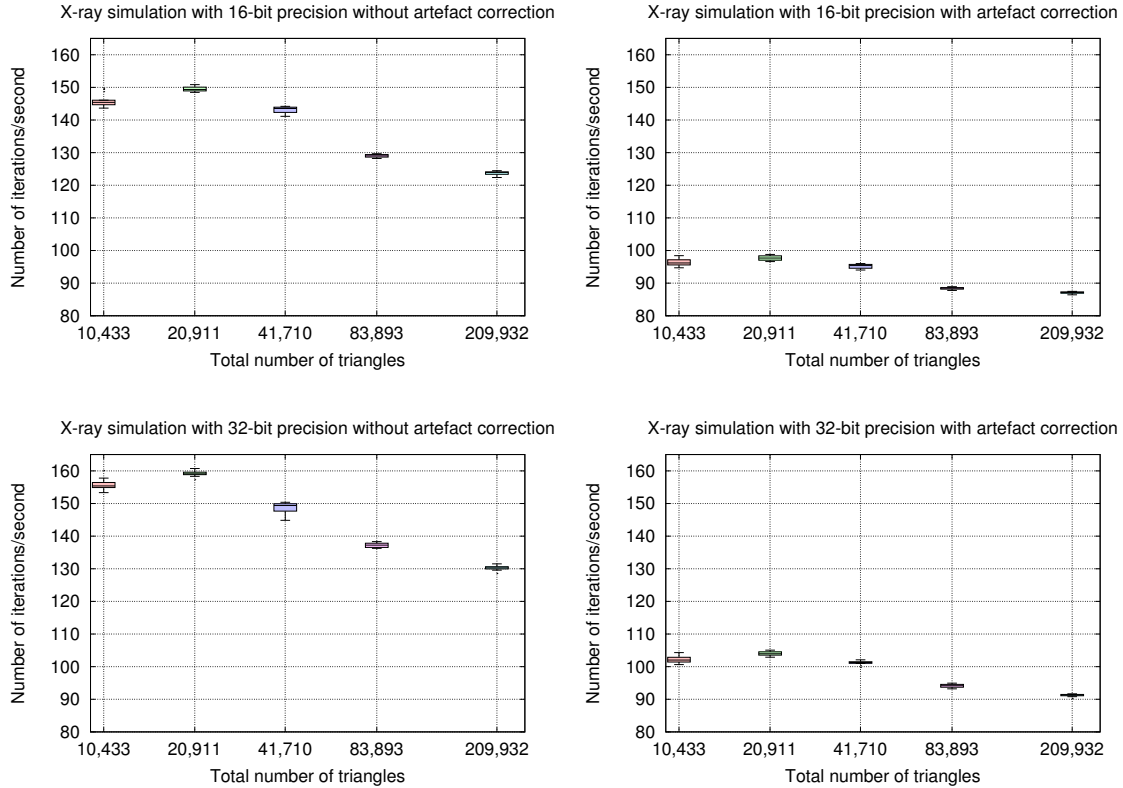 X-ray simulation with 16-bit precision without artefact correction
Number of iterations/second
160
150
140
130
120
110
100
90
80
10,433 20,911 41,710 83,893 209,932
Total number of triangles
X-ray simulation with 16-bit precision with artefact correction
Number of iterations/second
160
150
140
130
120
110
100
90
80
10,433 20,911 41,710 83,893 209,932
Total number of triangles
X-ray simulation with 32-bit precision without artefact correction
Number of iterations/second
160
150
140
130
120
110
100
90
80
10,433 20,911 41,710 83,893 209,932
Total number of triangles
X-ray simulation with 32-bit precision with artefact correction
Number of iterations/second
160
150
140
130
120
110
100
90
80
10,433 20,911 41,710 83,893 209,932
Total number of triangles